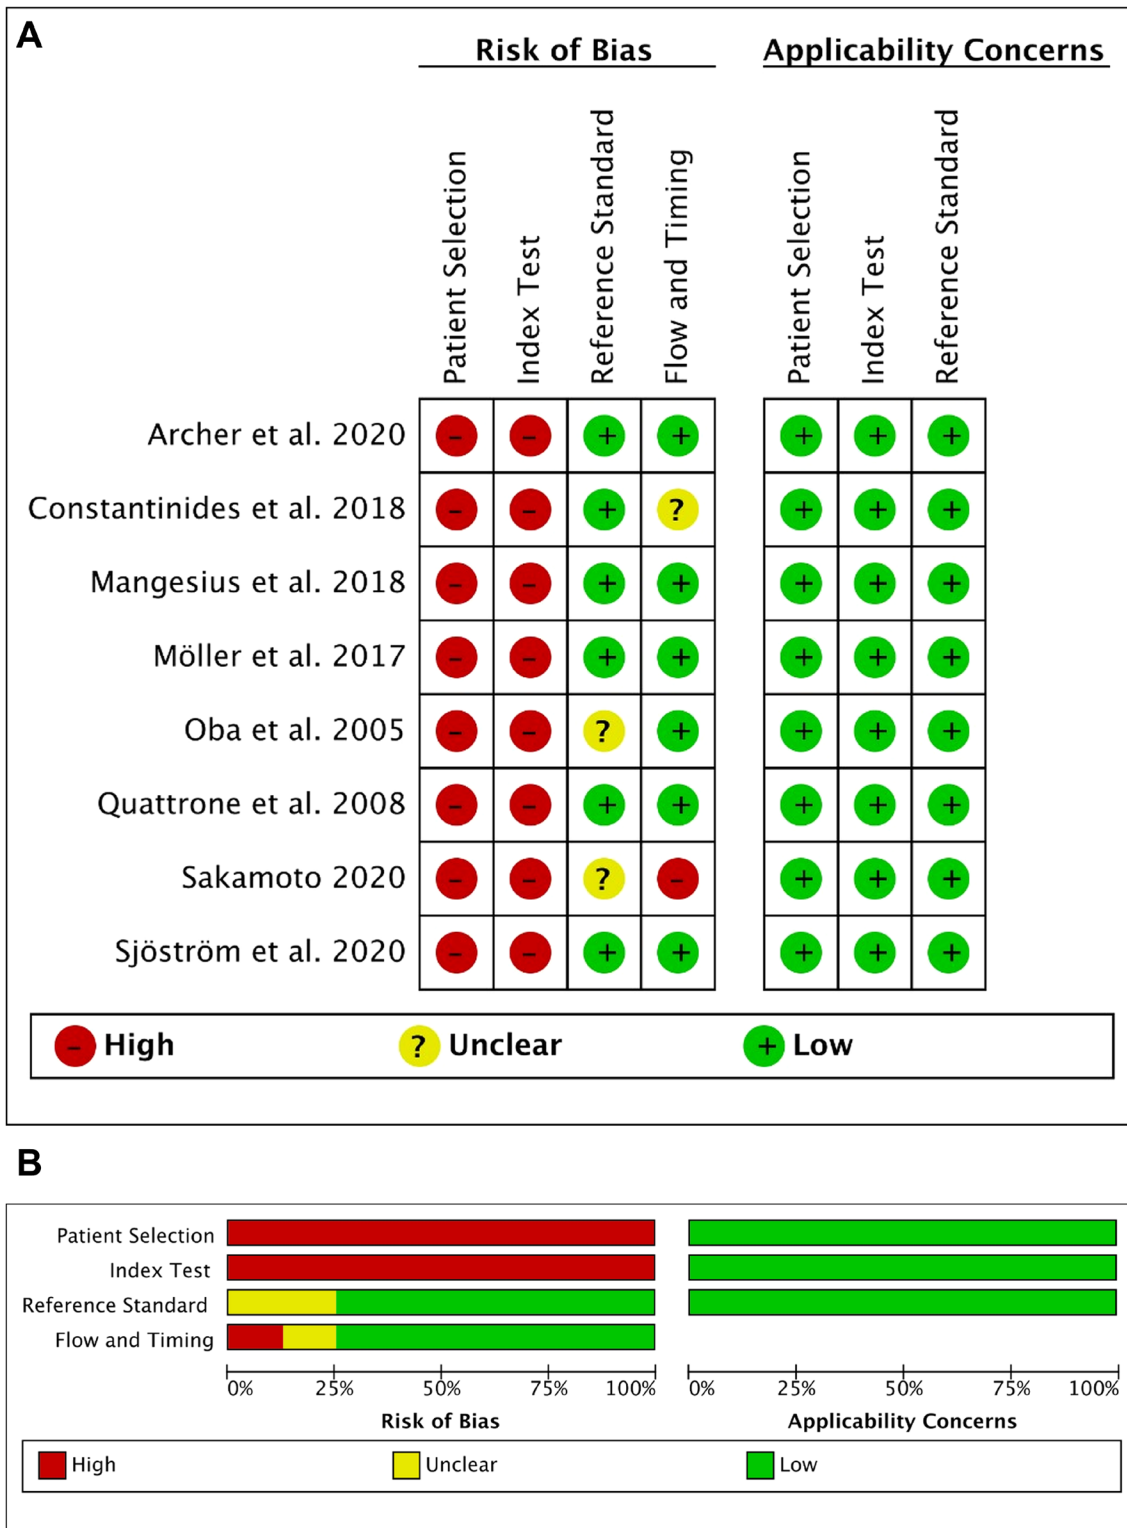 A
Risk of Bias
Applicability Concerns
Patient Selection
Index Test
Reference Standard
Flow and Timing
Patient Selection
Index Test
Reference Standard
Archer et al. 2020 - - + + + + +
Constantinides et al. 2018 - - + ? + + +
Mangesius et al. 2018 - - + + + + +
Möller et al. 2017 - - + + + + +
Oba et al. 2005 - - ? + + + +
Quattrone et al. 2008 - - + + + + +
Sakamoto 2020 - - ? - + + +
Sjöström et al. 2020 - - + + + + +
- High ? Unclear + Low
B
Patient Selection
Index Test
Reference Standard
Flow and Timing
0% 25% 50% 75% 100% 0% 25% 50% 75% 100%
Risk of Bias Applicability Concerns
High Unclear Low